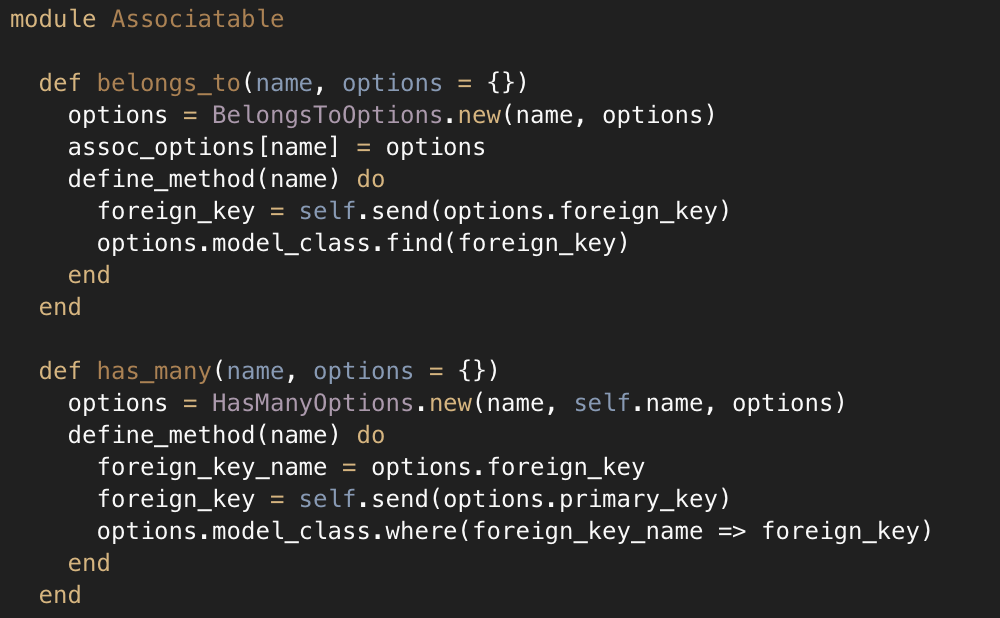 module Associatable

  def belongs_to(name, options = {})
    options = BelongsToOptions.new(name, options)
    assoc_options[name] = options
    define_method(name) do
      foreign_key = self.send(options.foreign_key)
      options.model_class.find(foreign_key)
    end
  end

  def has_many(name, options = {})
    options = HasManyOptions.new(name, self.name, options)
    define_method(name) do
      foreign_key_name = options.foreign_key
      foreign_key = self.send(options.primary_key)
      options.model_class.where(foreign_key_name => foreign_key)
    end
  end